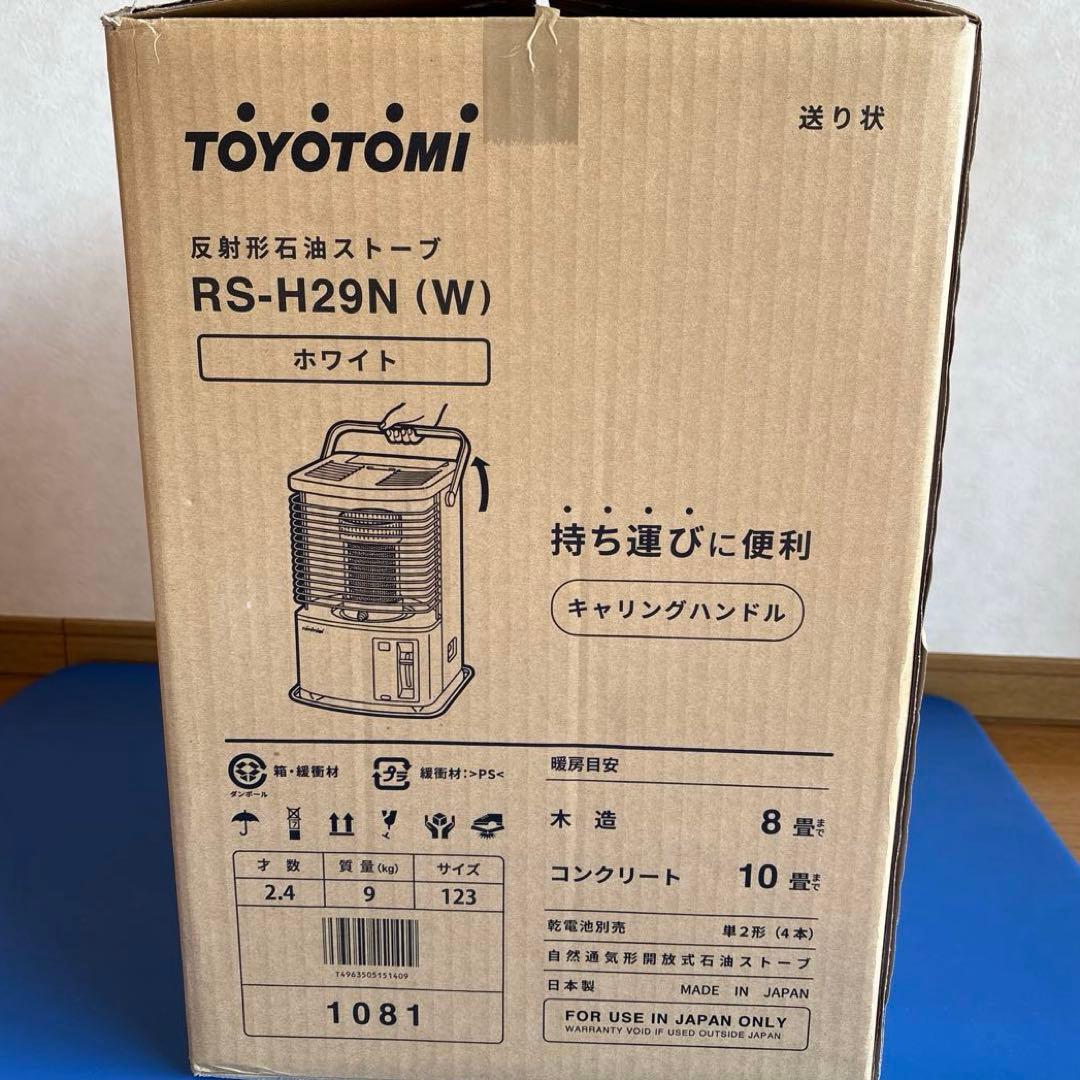 TOYOTOMI
送り状
反射形石油ストーブ
RS-H29N (W)
ホワイト
持ち運びに便利
キャリングハンドル
箱・緩衝材
ダンボール
プラ
緩衝材:>PS<
暖房目安
木造 8畳まで
コンクリート 10畳まで
才数 質量(kg) サイズ
2.4 9 123
T4963505151409
1081
乾電池別売 単2形(4本)
自然通気形開放式石油ストーブ
日本製 MADE IN JAPAN
FOR USE IN JAPAN ONLY
WARRANTY VOID IF USED OUTSIDE JAPAN